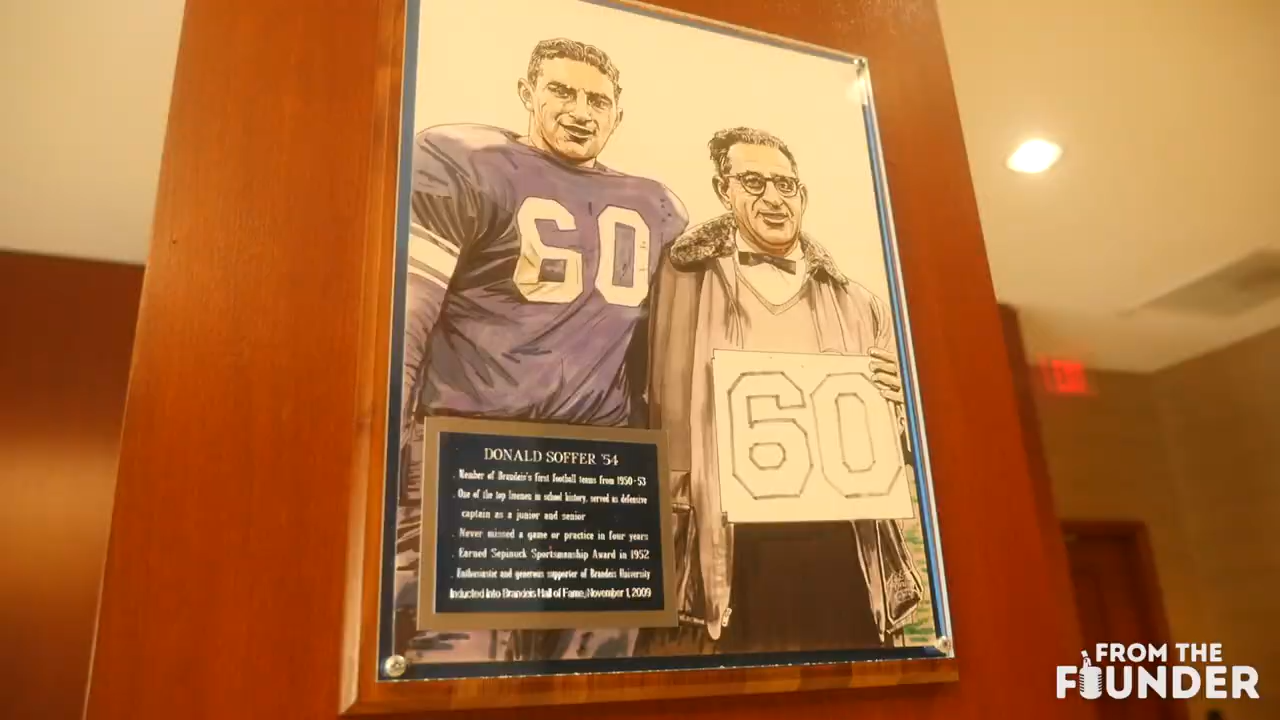 60
60
DONALD SOFFER '54
. Member of Brandeis's first football teams from 1950-53
. One of the top linemen in school history, served as defensive
captain as a junior and senior
. Never missed a game or practice in four years
. Earned Sepinuck Sportsmanship Award in 1952
. Enthusiastic and generous supporter of Brandeis University
Inducted into Brandeis Hall of Fame, November 1, 2009
FROM THE
FOUNDER